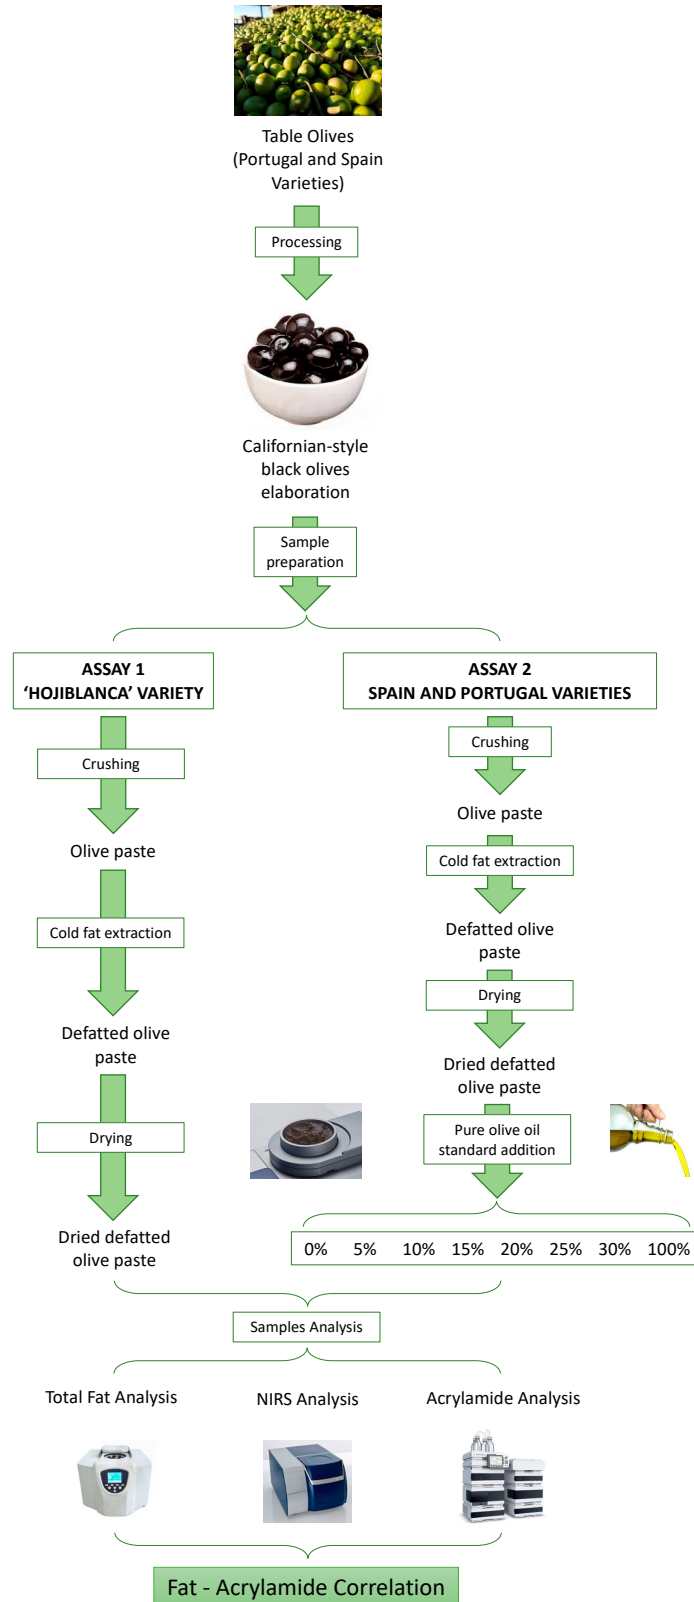 Table Olives
(Portugal and Spain
Varieties)
Processing
Californian-style
black olives
elaboration
Sample
preparation
ASSAY 1
'HOJIBLANCA' VARIETY
Crushing
Olive paste
Cold fat extraction
Defatted olive
paste
Drying
Dried defatted
olive paste
ASSAY 2
SPAIN AND PORTUGAL VARIETIES
Crushing
Olive paste
Cold fat extraction
Defatted olive
paste
Drying
Dried defatted
olive paste
Pure olive oil
standard addition
0% 5% 10% 15% 20% 25% 30% 100%
Samples Analysis
Total Fat Analysis
NIRS Analysis
Acrylamide Analysis
Fat - Acrylamide Correlation